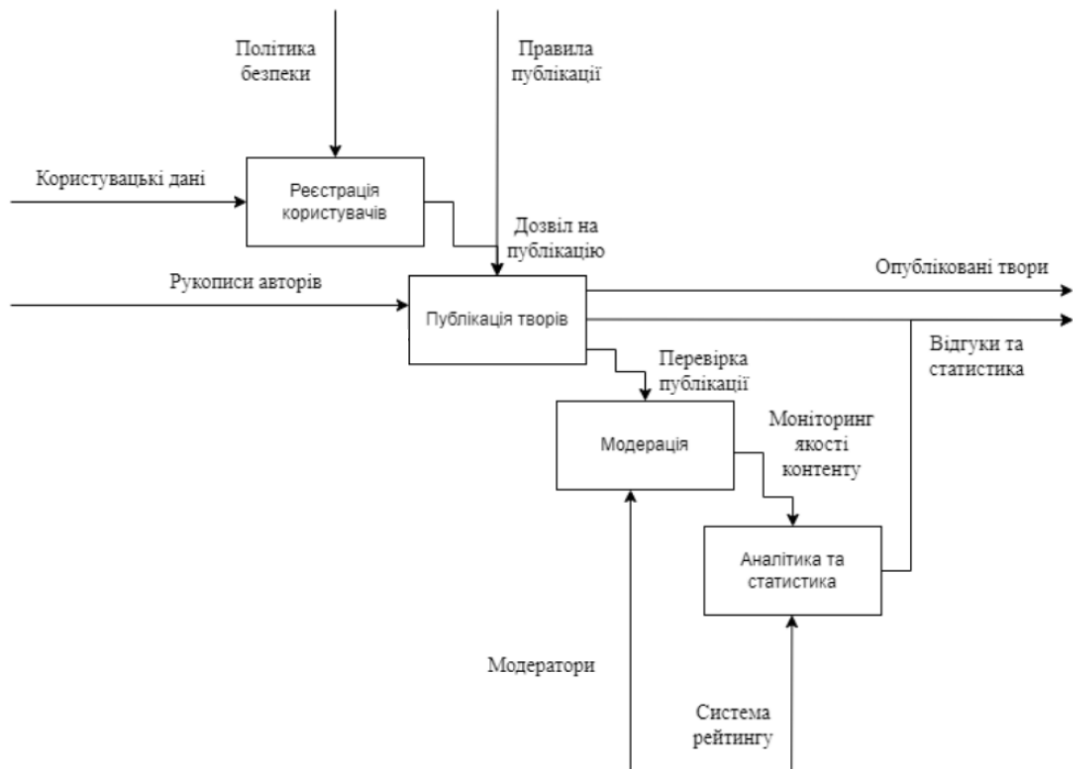 Політика
безпеки
Правила
публікації
Користувацькі дані
Реєстрація
користувачів
Дозвіл на
публікацію
Рукописи авторів
Публікація творів
Опубліковані твори
Відгуки та
статистика
Перевірка
публікації
Модерація
Моніторинг
якості
контенту
Аналітика та
статистика
Модератори
Система
рейтингу